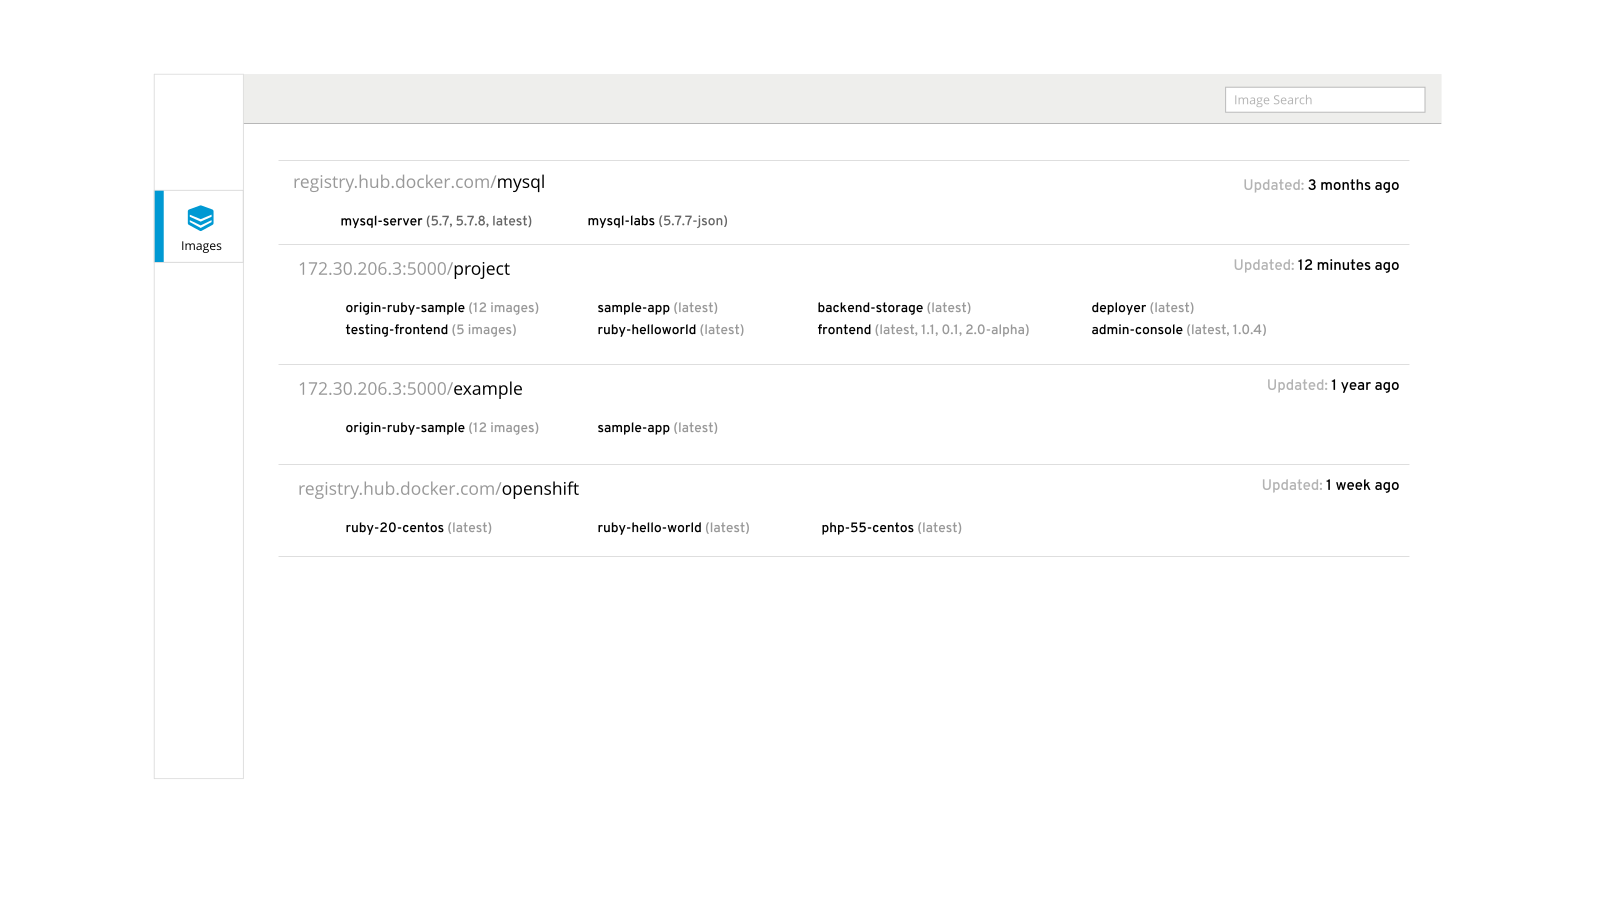 Image Search
Images
registry.hub.docker.com/mysql Updated: 3 months ago
mysql-server (5.7, 5.7.8, latest) mysql-labs (5.7.7-json)
172.30.206.3:5000/project Updated: 12 minutes ago
origin-ruby-sample (12 images) sample-app (latest) backend-storage (latest) deployer (latest)
testing-frontend (5 images) ruby-helloworld (latest) frontend (latest, 1.1, 0.1, 2.0-alpha) admin-console (latest, 1.0.4)
172.30.206.3:5000/example Updated: 1 year ago
origin-ruby-sample (12 images) sample-app (latest)
registry.hub.docker.com/openshift Updated: 1 week ago
ruby-20-centos (latest) ruby-hello-world (latest) php-55-centos (latest)